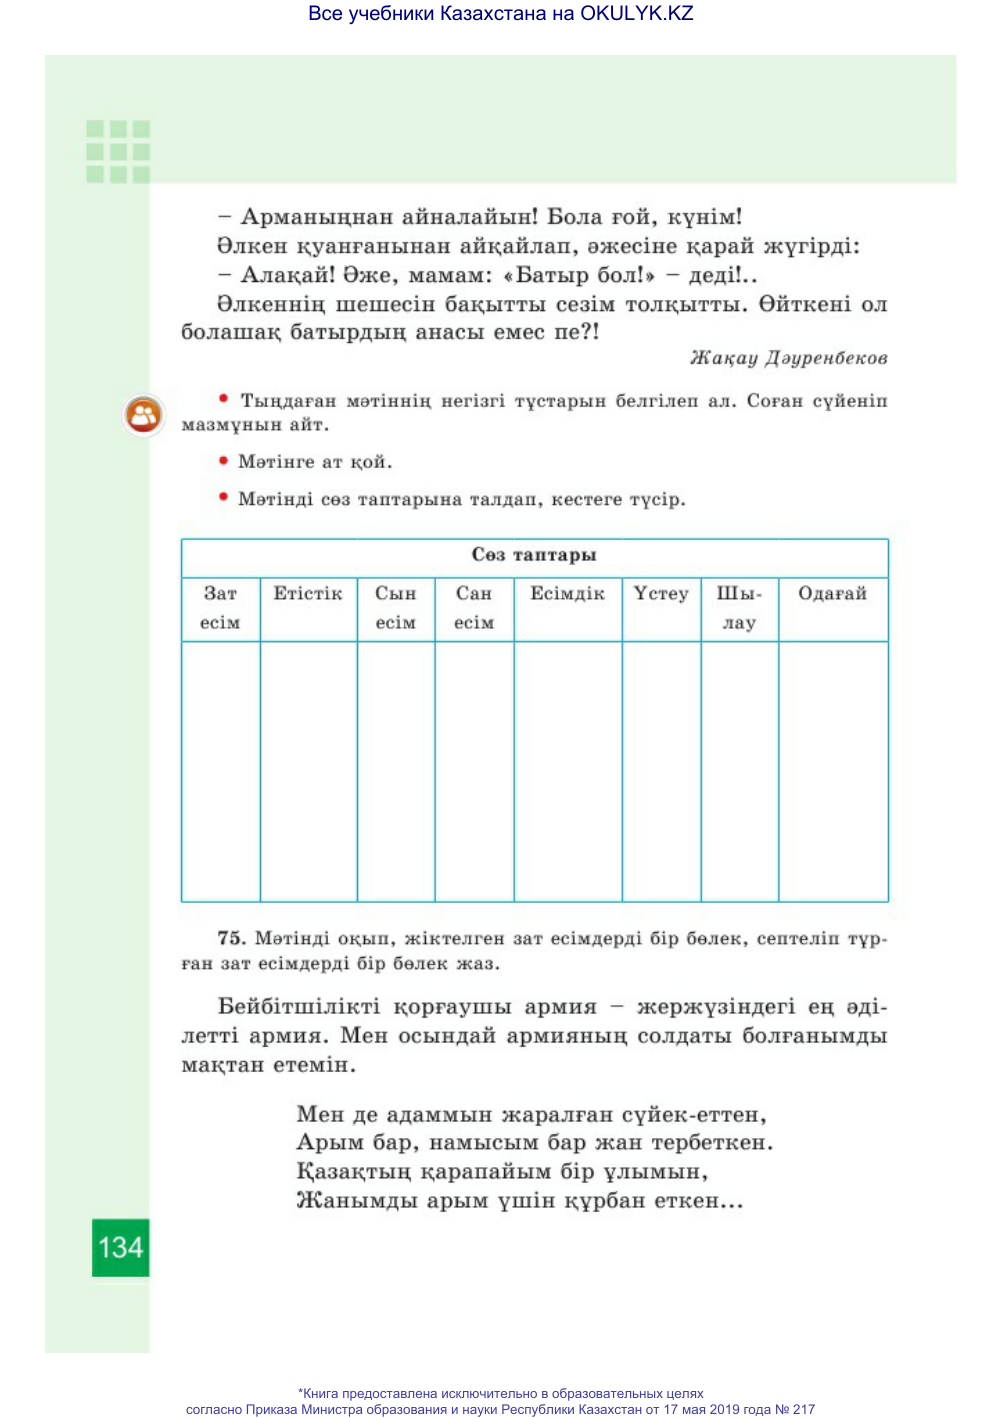 Все учебники Казахстана на OKULYK.KZ
– Арманыңнан айналайын! Бола ғой, күнім!
Әлкен қуанғанынан айқайлап, әжесіне қарай жүгірді:
– Алақай! Әже, мамам: «Батыр бол!» – деді!..
Әлкеннің шешесін бақытты сезім толқытты. Өйткені ол
болашақ батырдың анасы емес пе?!
Жақау Дәуренбеков
• Тыңдаған мәтіннің негізгі тұстарын белгілеп ал. Соған сүйеніп
мазмұнын айт.
• Мәтінге ат қой.
• Мәтінді сөз таптарына талдап, кестеге түсір.
Сөз таптары
Зат есім Етістік Сын есім Сан есім Есімдік Үстеу Шы-лау Одағай
75. Мәтінді оқып, жіктелген зат есімдерді бір бөлек, септеліп тұр-
ған зат есімдерді бір бөлек жаз.
Бейбітшілікті қорғаушы армия – жержүзіндегі ең әді-
летті армия. Мен осындай армияның солдаты болғанымды
мақтан етемін.
Мен де адаммын жаралған сүйек-еттен,
Арым бар, намысым бар жан тербеткен.
Қазақтың қарапайым бір ұлымын,
Жанымды арым үшін құрбан еткен...
134
*Книга предоставлена исключительно в образовательных целях
согласно Приказа Министра образования и науки Республики Казахстан от 17 мая 2019 года № 217